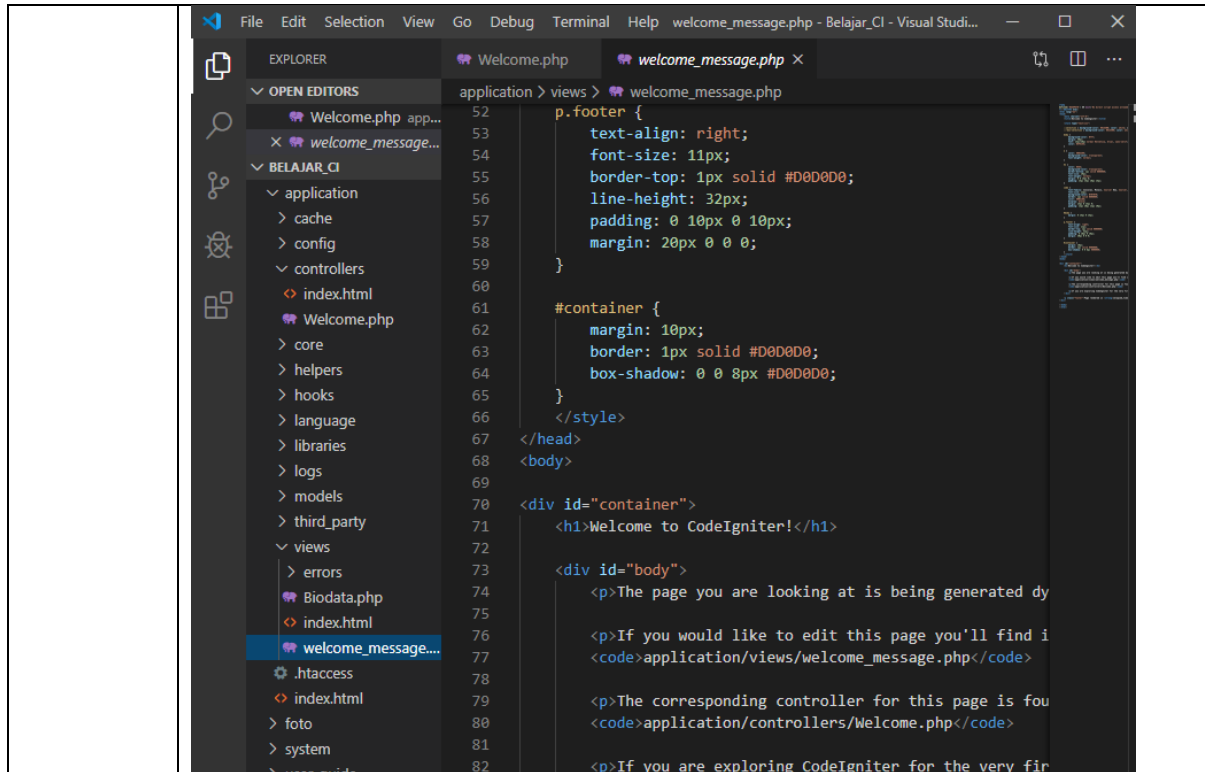 File Edit Selection View Go Debug Terminal Help welcome_message.php - Belajar_CI - Visual Studi...
EXPLORER
OPEN EDITORS
Welcome.php app...
welcome_message...
BELAJAR_CI
application
cache
config
controllers
index.html
Welcome.php
core
helpers
hooks
language
libraries
logs
models
third_party
views
errors
Biodata.php
index.html
welcome_message....
.htaccess
index.html
foto
system
Welcome.php welcome_message.php
application > views > welcome_message.php
52 p.footer {
53 text-align: right;
54 font-size: 11px;
55 border-top: 1px solid #D0D0D0;
56 line-height: 32px;
57 padding: 0 10px 0 10px;
58 margin: 20px 0 0 0;
59 }
60
61 #container {
62 margin: 10px;
63 border: 1px solid #D0D0D0;
64 box-shadow: 0 0 8px #D0D0D0;
65 }
66 </style>
67 </head>
68 <body>
69
70 <div id="container">
71 <h1>Welcome to CodeIgniter!</h1>
72
73 <div id="body">
74 <p>The page you are looking at is being generated dy
75
76 <p>If you would like to edit this page you'll find i
77 <code>application/views/welcome_message.php</code>
78
79 <p>The corresponding controller for this page is fou
80 <code>application/controllers/Welcome.php</code>
81
82 <p>If you are exploring CodeIgniter for the very fir